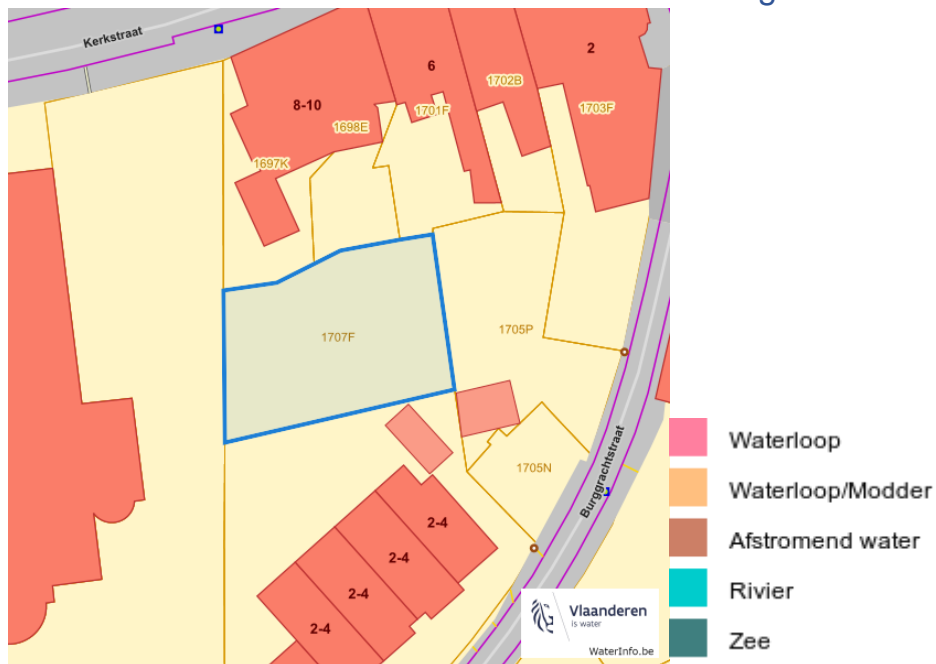 Kerkstraat
2
6
1702B
8-10
1701F
1703F
1698E
1697K
1707F
1705P
Waterloop
1705N
Burggrachtstraat
Waterloop/Modder
2-4
Afstromend water
2-4
2-4
Rivier
Vlaanderen
is water
2-4
Zee
WaterInfo.be